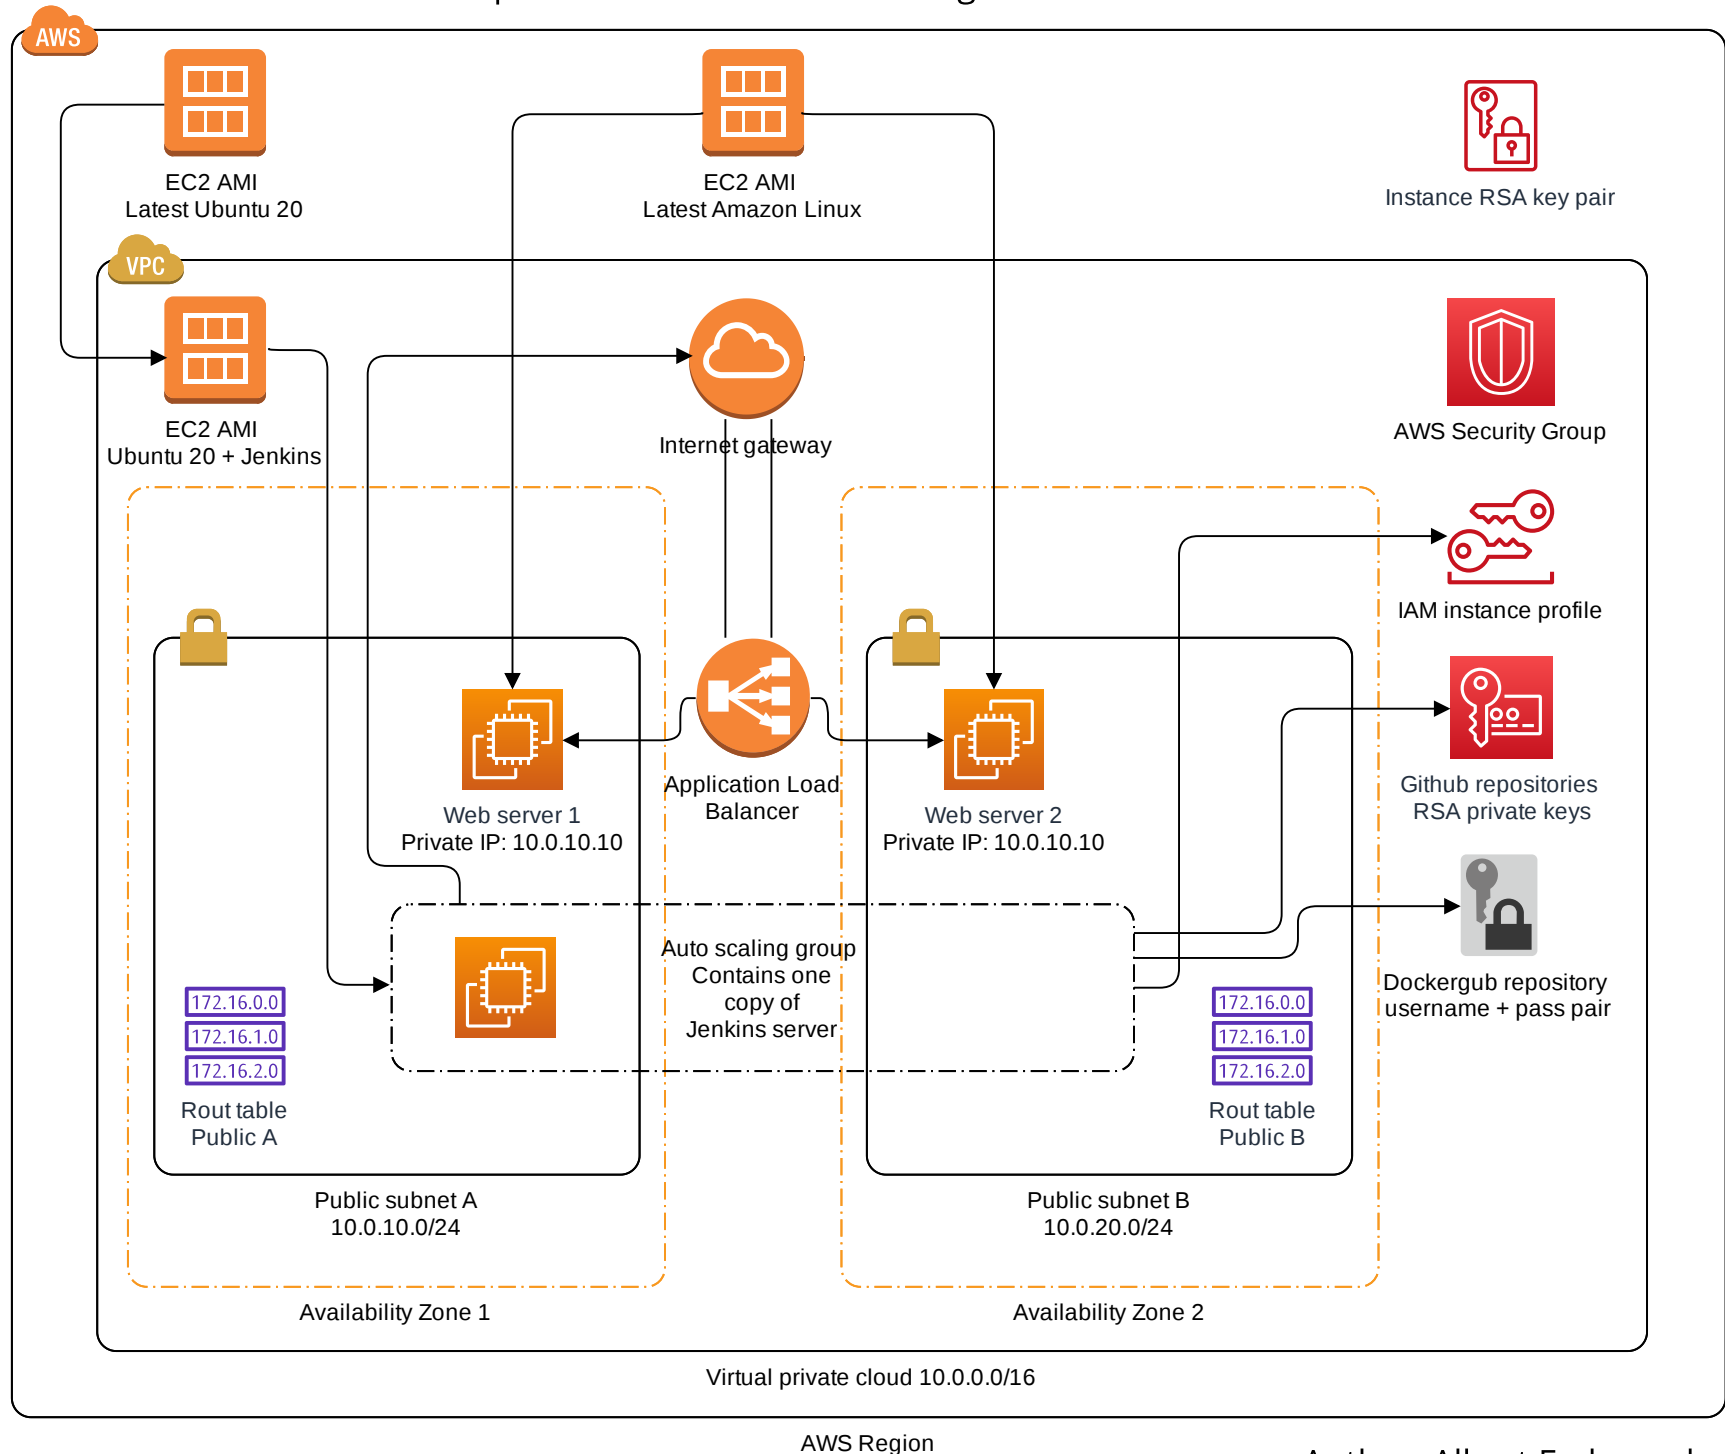 AWS
EC2 AMI
Latest Ubuntu 20
EC2 AMI
Latest Amazon Linux
Instance RSA key pair
VPC
EC2 AMI
Ubuntu 20 + Jenkins
Internet gateway
AWS Security Group
IAM instance profile
Web server 1
Private IP: 10.0.10.10
Application Load
Balancer
Web server 2
Private IP: 10.0.10.10
Github repositories
RSA private keys
Auto scaling group
Contains one
copy of
Jenkins server
Dockergub repository
username + pass pair
172.16.0.0
172.16.1.0
172.16.2.0
Rout table
Public A
172.16.0.0
172.16.1.0
172.16.2.0
Rout table
Public B
Public subnet A
10.0.10.0/24
Public subnet B
10.0.20.0/24
Availability Zone 1
Availability Zone 2
Virtual private cloud 10.0.0.0/16
AWS Region